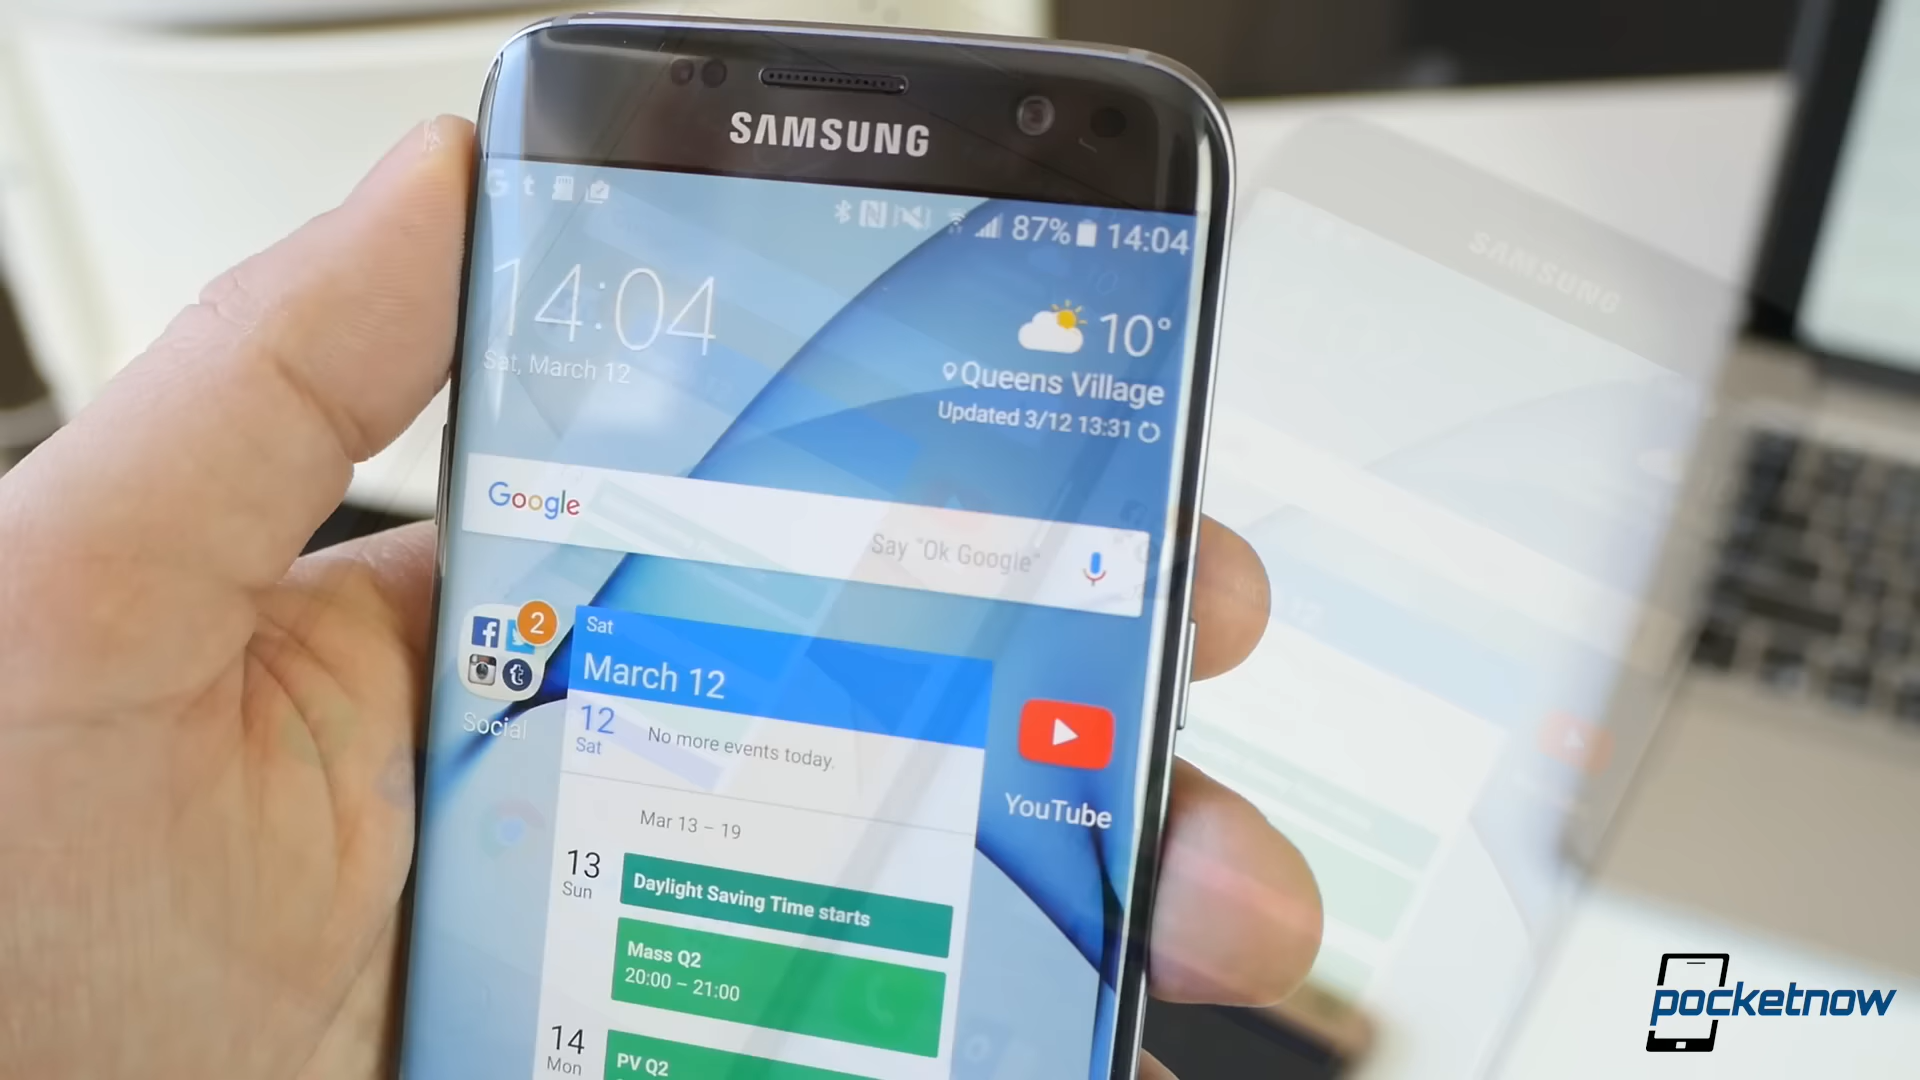 SAMSUNG
87% 14:04
14:04
Sat, March 12
10°
Queens Village
Updated 3/12 13:31
Google
Say "Ok Google"
2
Social
Sat
March 12
12
Sat
No more events today.
YouTube
Mar 13 – 19
13
Sun
Daylight Saving Time starts
Mass Q2
20:00 – 21:00
14
Mon
PV Q2
SAMSUNG
pocketnow